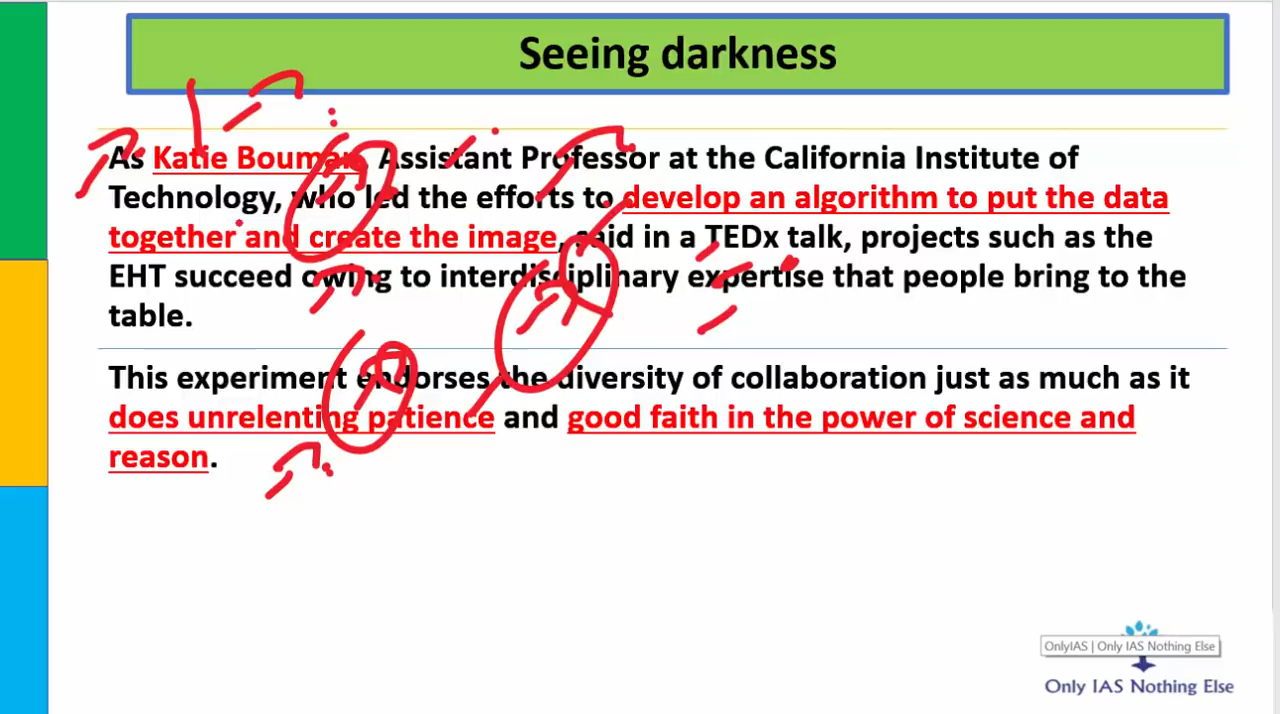 Seeing darkness
As Katie Bouman, Assistant Professor at the California Institute of
Technology, who led the efforts to develop an algorithm to put the data
together and create the image, said in a TEDx talk, projects such as the
EHT succeed owing to interdisciplinary expertise that people bring to the
table.
This experiment endorses the diversity of collaboration just as much as it
does unrelenting patience and good faith in the power of science and
reason.
OnlyIAS | Only IAS Nothing Else
Only IAS Nothing Else